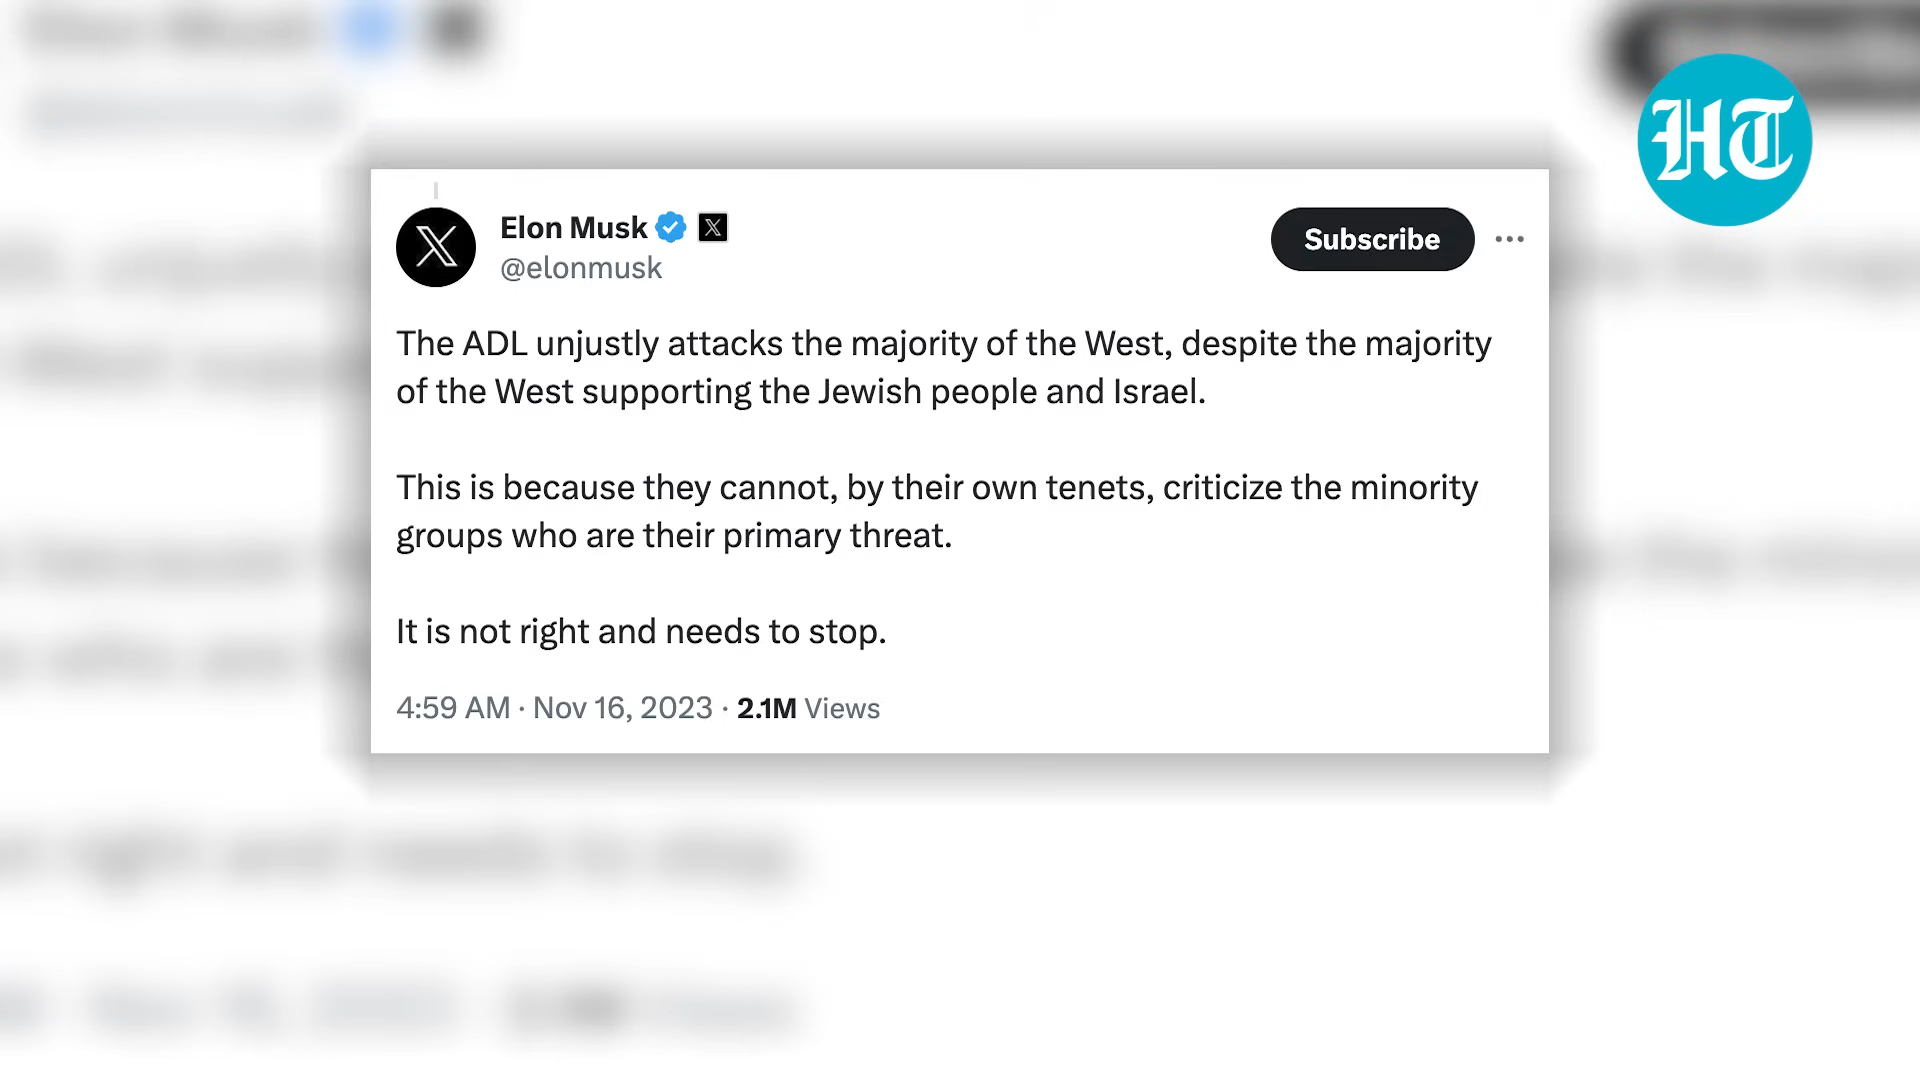 HT
Elon Musk
@elonmusk
Subscribe
The ADL unjustly attacks the majority of the West, despite the majority
of the West supporting the Jewish people and Israel.
This is because they cannot, by their own tenets, criticize the minority
groups who are their primary threat.
It is not right and needs to stop.
4:59 AM · Nov 16, 2023 · 2.1M Views